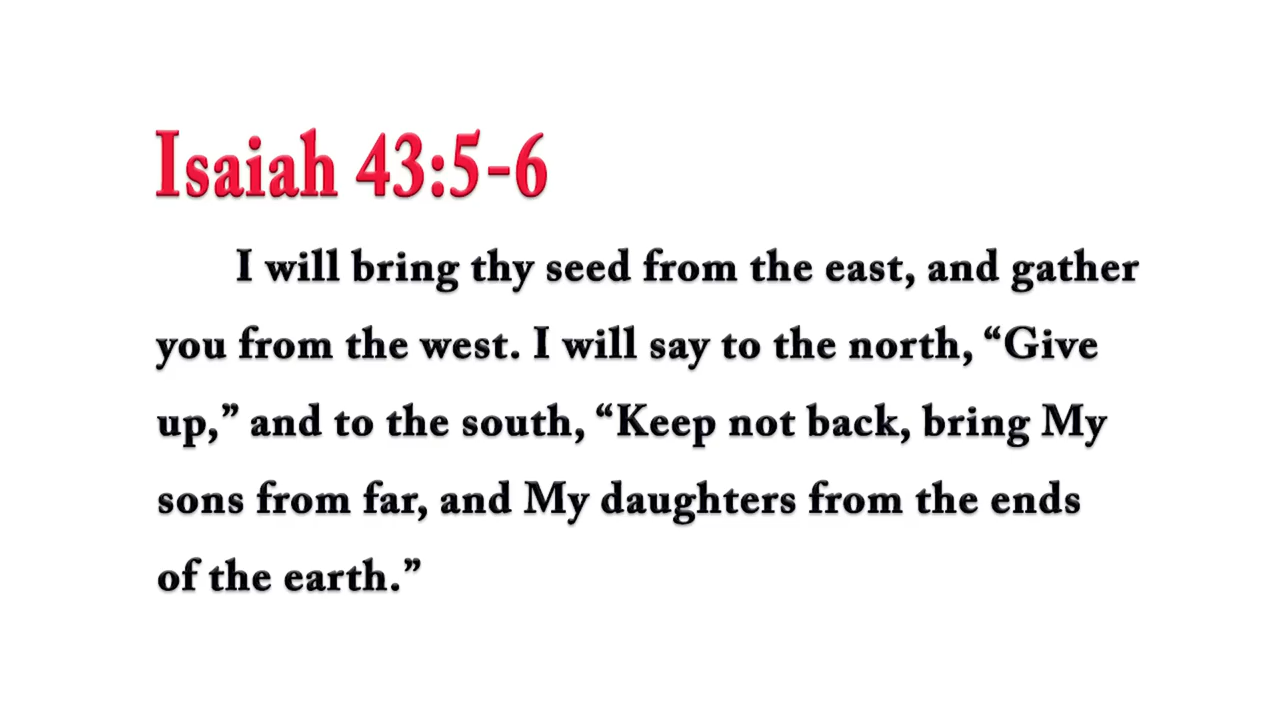 Isaiah 43:5-6
I will bring thy seed from the east, and gather
you from the west. I will say to the north, “Give
up,” and to the south, “Keep not back, bring My
sons from far, and My daughters from the ends
of the earth.”